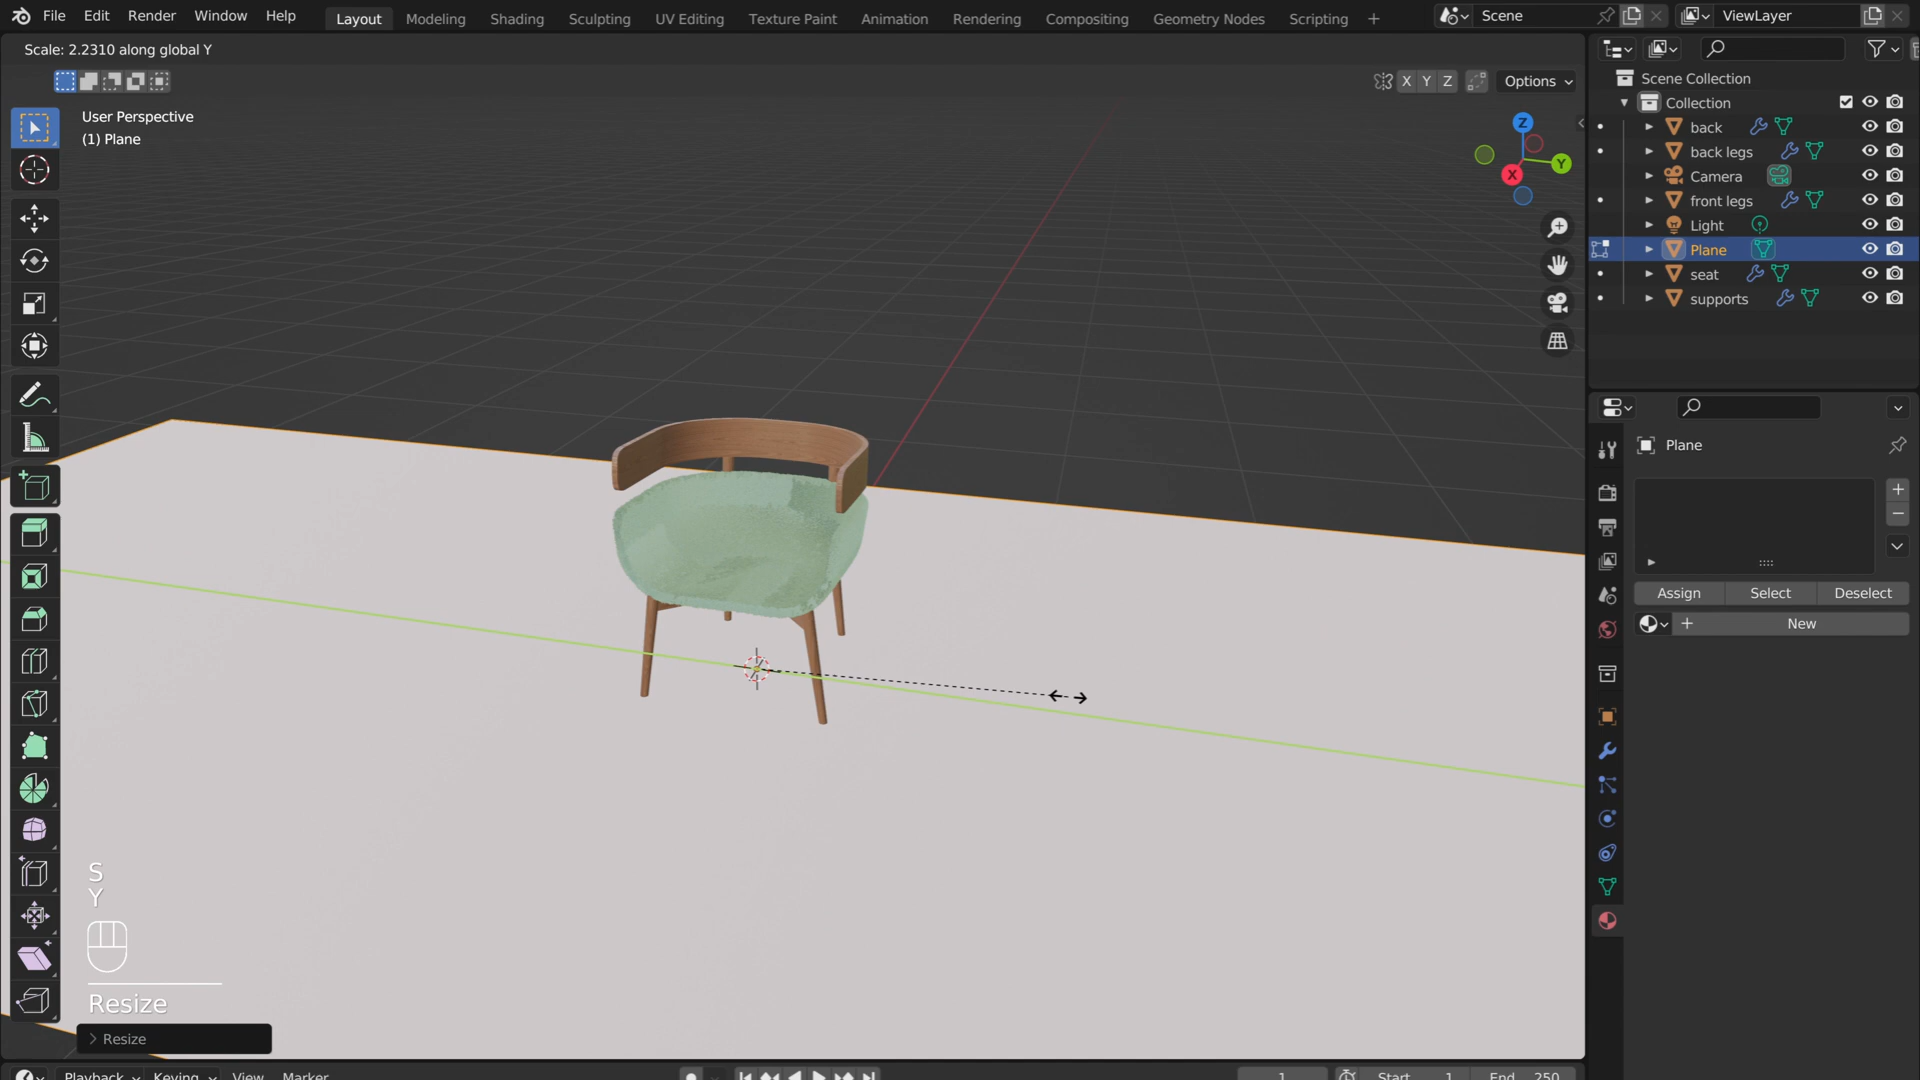 File Edit Render Window Help Layout Modeling Shading Sculpting UV Editing Texture Paint Animation Rendering Compositing Geometry Nodes Scripting + Scene ViewLayer
Scale: 2.2310 along global Y
X Y Z Options
User Perspective
(1) Plane
Z
Y
X
Scene Collection
Collection
back
back legs
Camera
front legs
Light
Plane
seat
supports
Plane
Assign Select Deselect
New
S
Y
Resize
Resize
Playback Keying View Marker 1 Start 1 End 250